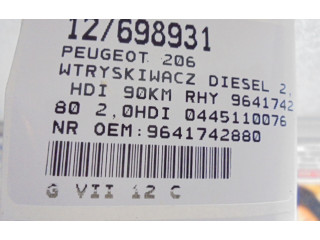 12/698931
PEUGEOT 206
WTRYSKIWACZ DIESEL 2,
HDI 90KM RHY 9641742
80 2,0HDI 0445110076
NR OEM:9641742880
G VII 12 C